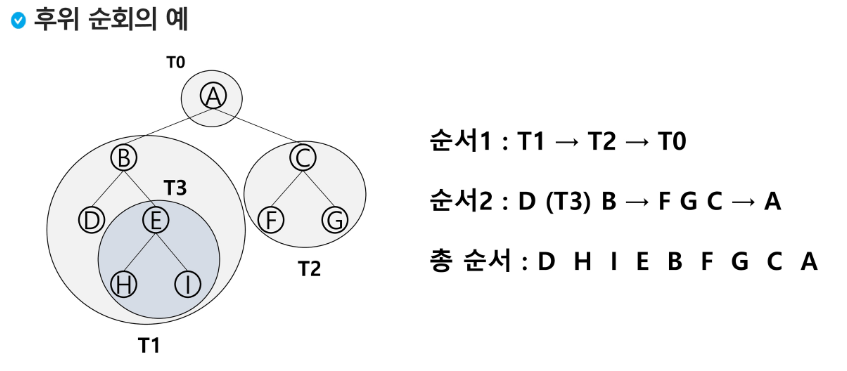 후위 순회의 예
T0
A
B
C
T3
D
E
F
G
H
I
T2
T1
순서1 : T1 → T2 → T0
순서2 : D (T3) B → F G C → A
총 순서 : D H I E B F G C A